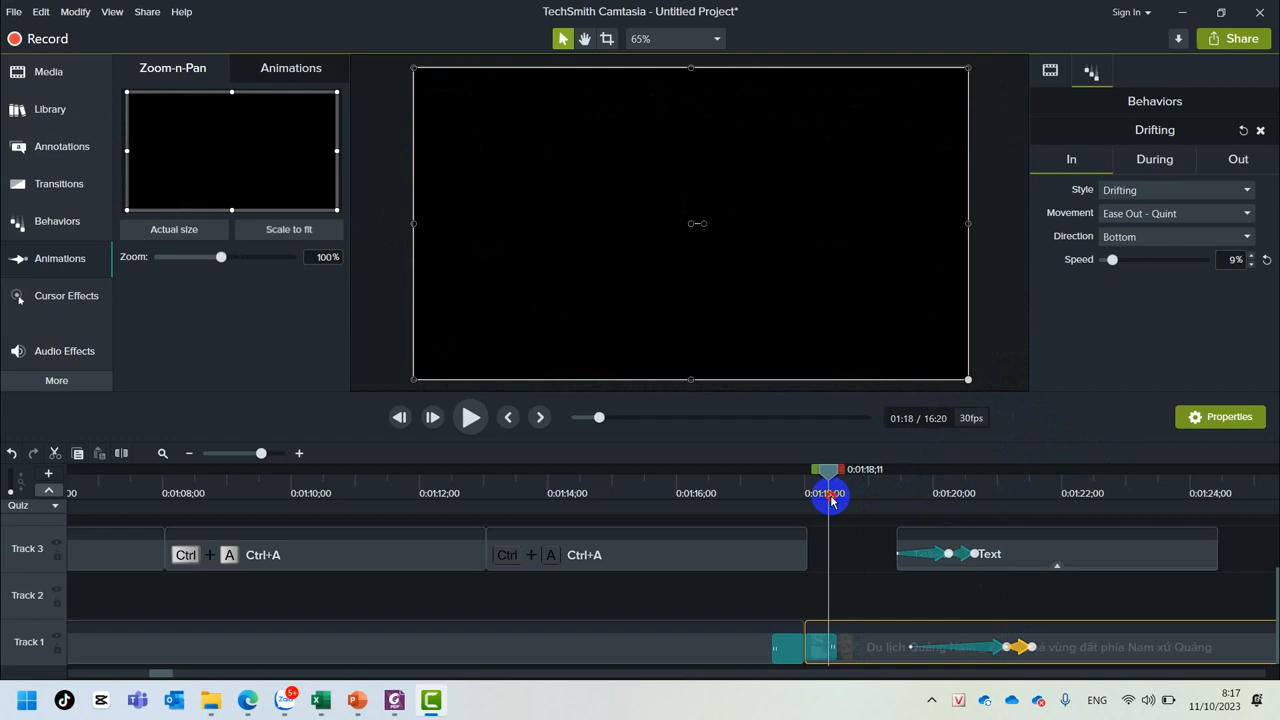 TechSmith Camtasia - Untitled Project*
File Edit Modify View Share Help
Sign In
Record
65%
Share
Media
Library
Annotations
Transitions
Behaviors
Animations
Cursor Effects
Audio Effects
More
Zoom-n-Pan Animations
Actual size Scale to fit
Zoom: 100%
Behaviors
Drifting
In During Out
Style Drifting
Movement Ease Out - Quint
Direction Bottom
Speed 9%
01:18 / 16:20 30fps
Properties
0:01:18;11
0:01:08;00 0:01:10;00 0:01:12;00 0:01:14;00 0:01:16;00 0:01:20;00 0:01:22;00 0:01:24;00
Quiz
Track 3
Ctrl + A Ctrl+A
Ctrl + A Ctrl+A
Text
Track 2
Track 1
Du lịch Quảng Nam vùng đất phía Nam xứ Quảng
5+
ENG
8:17
11/10/2023